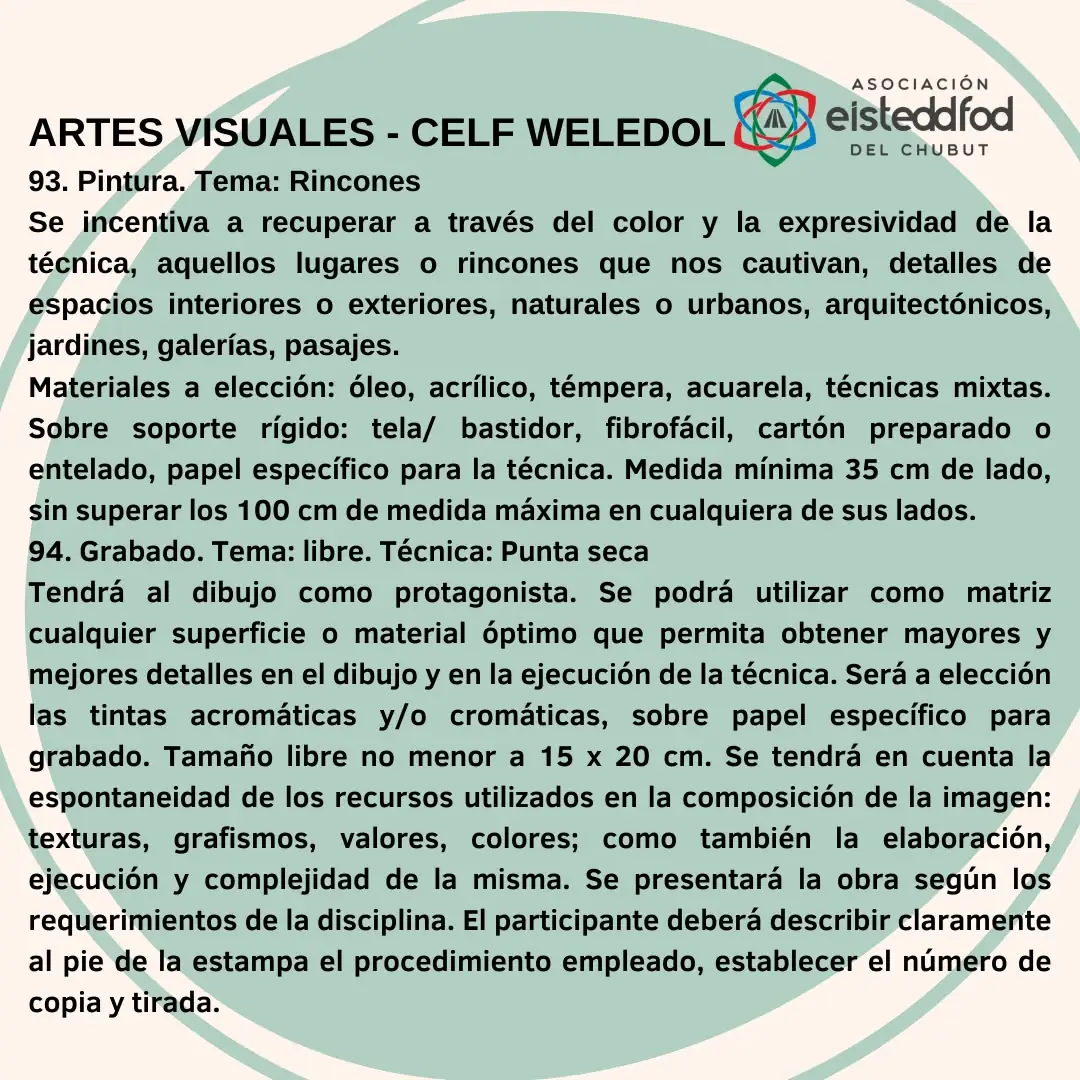 ASOCIACIÓN
eisteddfod
DEL CHUBUT
ARTES VISUALES - CELF WELEDOL
93. Pintura. Tema: Rincones
Se incentiva a recuperar a través del color y la expresividad de la
técnica, aquellos lugares o rincones que nos cautivan, detalles de
espacios interiores o exteriores, naturales o urbanos, arquitectónicos,
jardines, galerías, pasajes.
Materiales a elección: óleo, acrílico, témpera, acuarela, técnicas mixtas.
Sobre soporte rígido: tela/ bastidor, fibrofácil, cartón preparado o
entelado, papel específico para la técnica. Medida mínima 35 cm de lado,
sin superar los 100 cm de medida máxima en cualquiera de sus lados.
94. Grabado. Tema: libre. Técnica: Punta seca
Tendrá al dibujo como protagonista. Se podrá utilizar como matriz
cualquier superficie o material óptimo que permita obtener mayores y
mejores detalles en el dibujo y en la ejecución de la técnica. Será a elección
las tintas acromáticas y/o cromáticas, sobre papel específico para
grabado. Tamaño libre no menor a 15 x 20 cm. Se tendrá en cuenta la
espontaneidad de los recursos utilizados en la composición de la imagen:
texturas, grafismos, valores, colores; como también la elaboración,
ejecución y complejidad de la misma. Se presentará la obra según los
requerimientos de la disciplina. El participante deberá describir claramente
al pie de la estampa el procedimiento empleado, establecer el número de
copia y tirada.